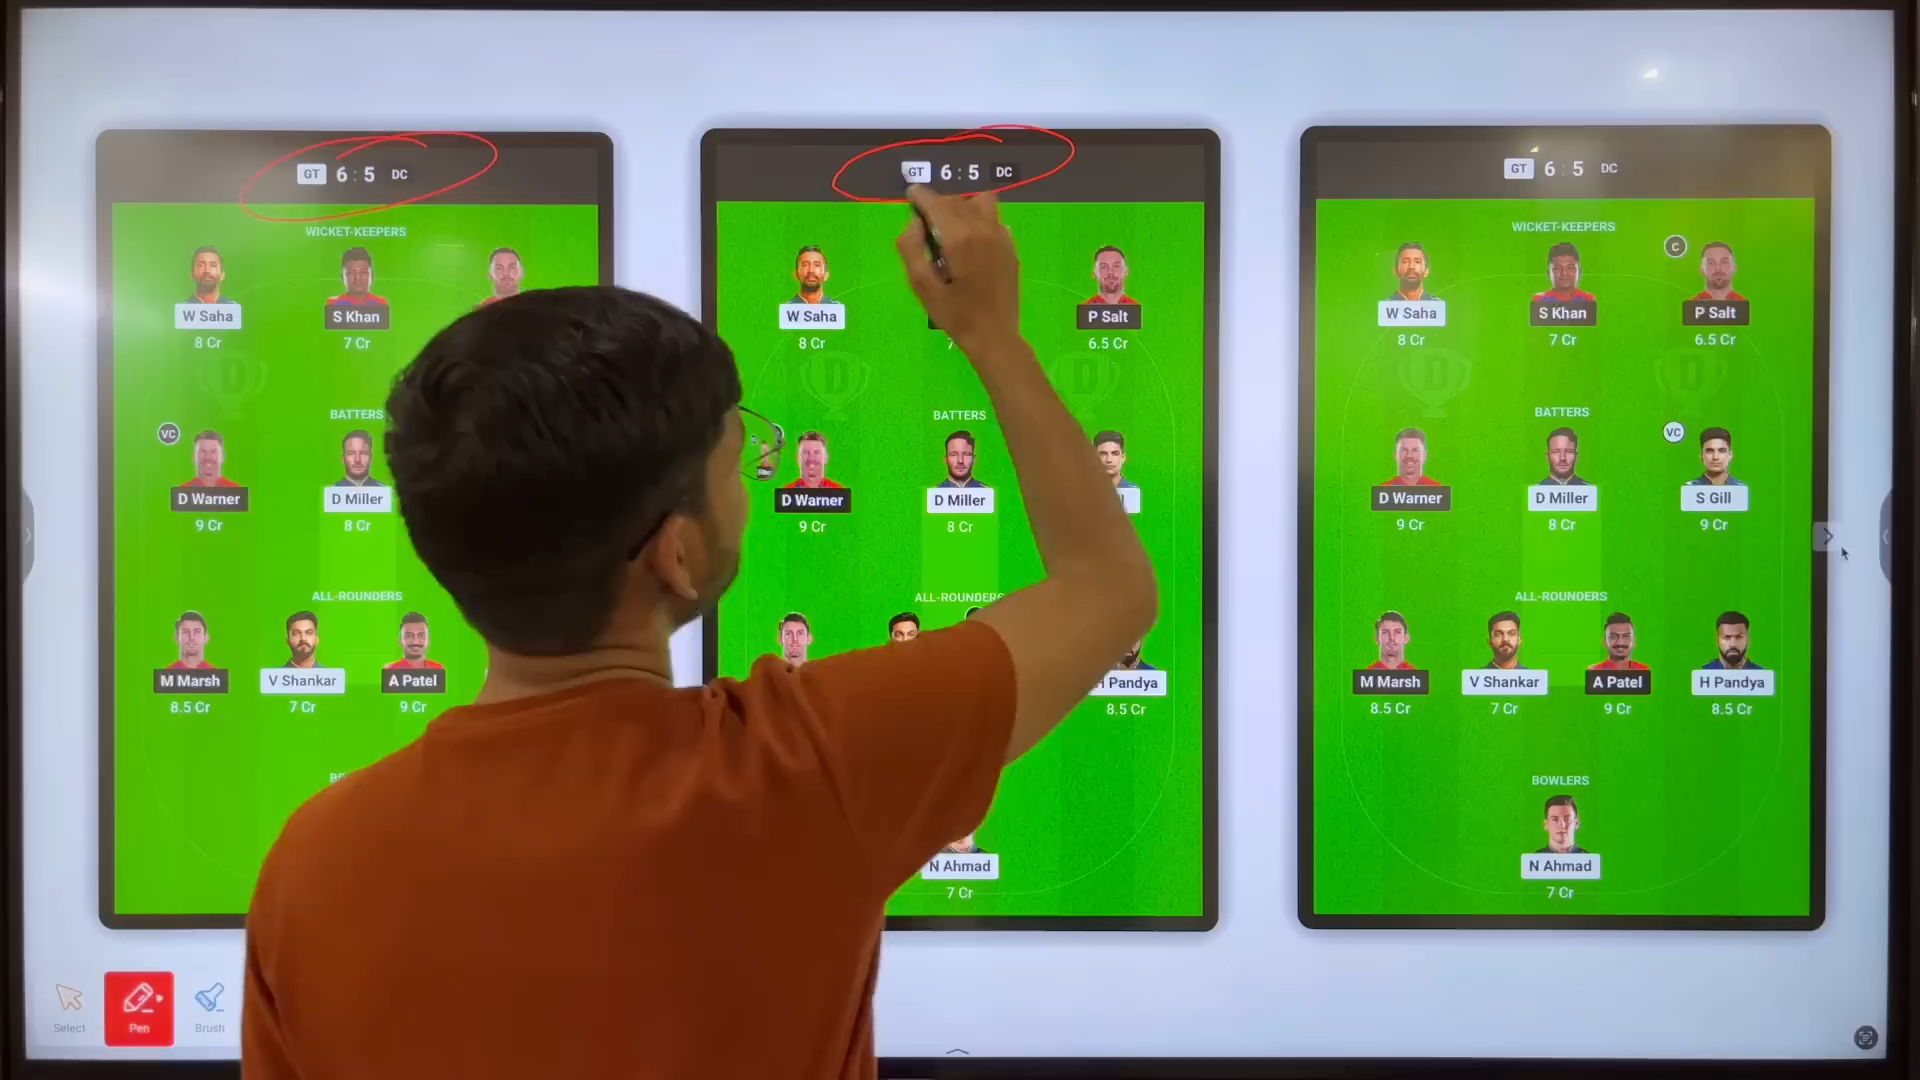 GT 6 : 5 DC
WICKET-KEEPERS
W Saha
S Khan
8 Cr
7 Cr
BATTERS
VC
D Warner
D Miller
9 Cr
8 Cr
ALL-ROUNDERS
M Marsh
V Shankar
A Patel
8.5 Cr
7 Cr
9 Cr
GT 6 : 5 DC
W Saha
P Salt
8 Cr
7
6.5 Cr
BATTERS
D Warner
D Miller
9 Cr
8 Cr
ALL-ROUNDERS
H Pandya
8.5 Cr
N Ahmad
7 Cr
GT 6 : 5 DC
WICKET-KEEPERS
C
W Saha
S Khan
P Salt
8 Cr
7 Cr
6.5 Cr
BATTERS
VC
D Warner
D Miller
S Gill
9 Cr
8 Cr
9 Cr
ALL-ROUNDERS
M Marsh
V Shankar
A Patel
H Pandya
8.5 Cr
7 Cr
9 Cr
8.5 Cr
BOWLERS
N Ahmad
7 Cr
Select
Pen
Brush